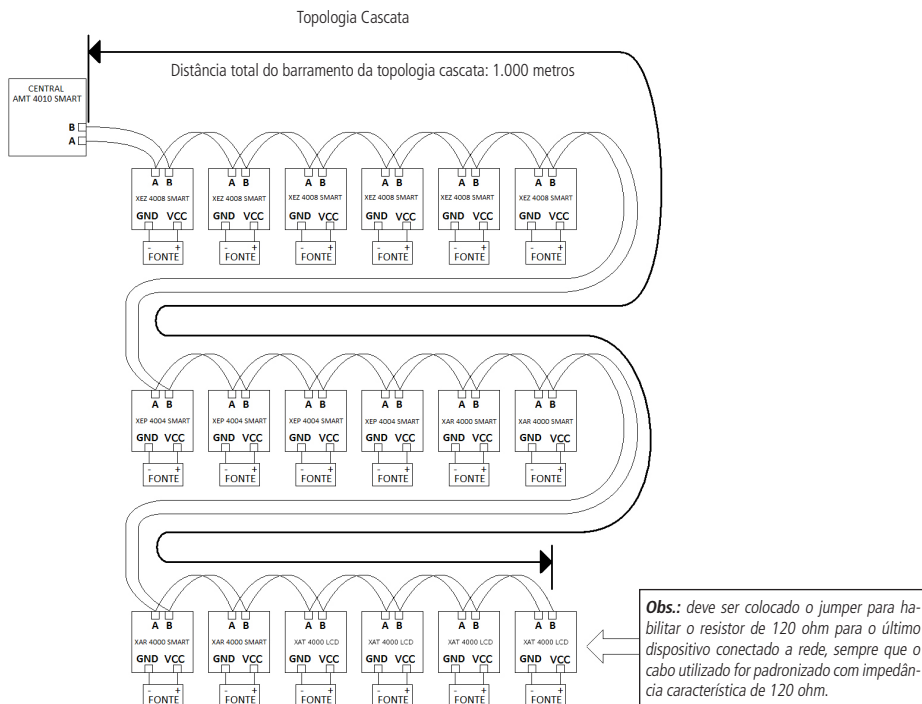 Topologia Cascata
Distância total do barramento da topologia cascata: 1.000 metros
CENTRAL
AMT 4010 SMART
B
A
A B A B A B A B A B A B
XEZ 4008 SMART XEZ 4008 SMART XEZ 4008 SMART XEZ 4008 SMART XEZ 4008 SMART XEZ 4008 SMART
GND VCC GND VCC GND VCC GND VCC GND VCC GND VCC
- + - + - + - + - + - +
FONTE FONTE FONTE FONTE FONTE FONTE
A B A B A B A B A B A B
XEP 4004 SMART XEP 4004 SMART XEP 4004 SMART XEP 4004 SMART XAR 4000 SMART XAR 4000 SMART
GND VCC GND VCC GND VCC GND VCC GND VCC GND VCC
- + - + - + - + - + - +
FONTE FONTE FONTE FONTE FONTE FONTE
A B A B A B A B A B A B
XAR 4000 SMART XAR 4000 SMART XAT 4000 LCD XAT 4000 LCD XAT 4000 LCD XAT 4000 LCD
GND VCC GND VCC GND VCC GND VCC GND VCC GND VCC
- + - + - + - + - + - +
FONTE FONTE FONTE FONTE FONTE FONTE
Obs.: deve ser colocado o jumper para ha-
bilitar o resistor de 120 ohm para o último
dispositivo conectado a rede, sempre que o
cabo utilizado for padronizado com impedân-
cia característica de 120 ohm.